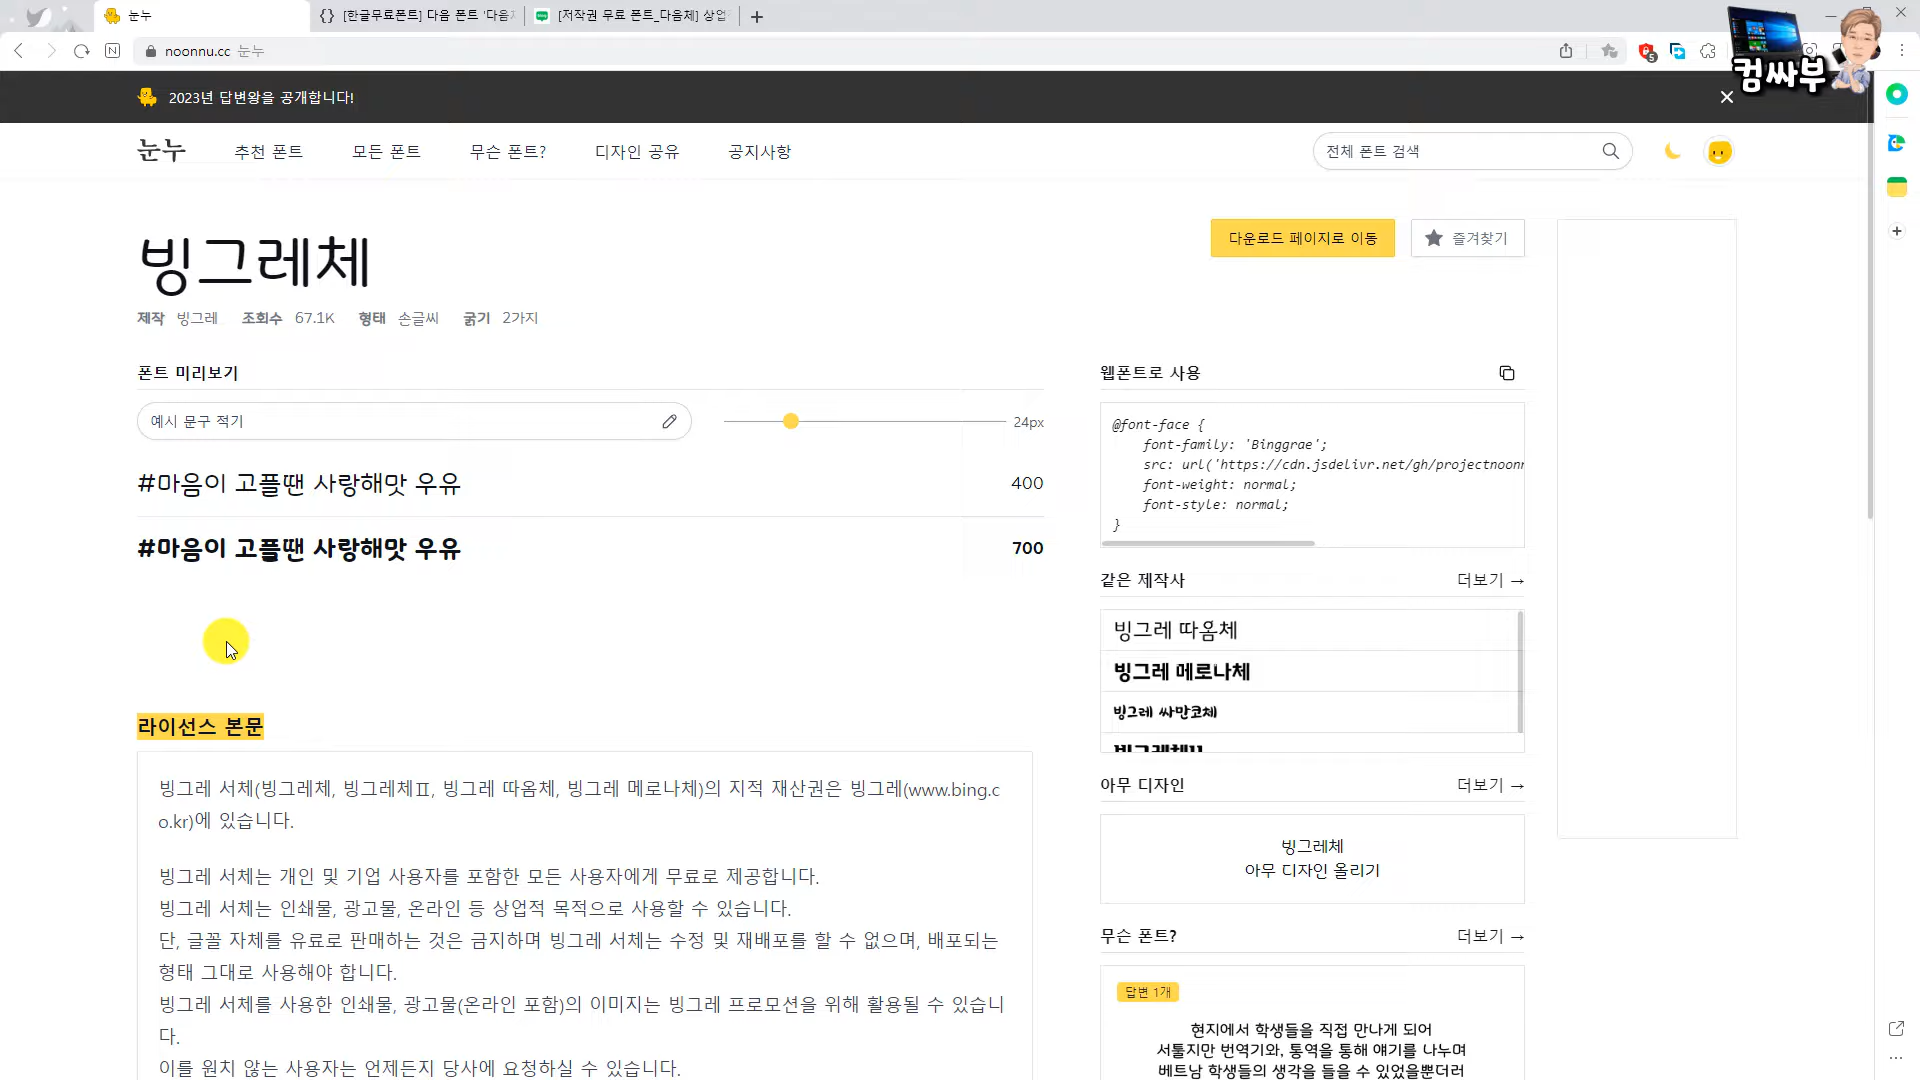 눈누
[한글무료폰트] 다음 폰트 '다음
[저작권 무료 폰트_다음체] 상업
noonnu.cc 눈누
컴싸부
2023년 답변왕을 공개합니다!
눈누
추천 폰트
모든 폰트
무슨 폰트?
디자인 공유
공지사항
전체 폰트 검색
빙그레체
다운로드 페이지로 이동
즐겨찾기
제작 빙그레 조회수 67.1K 형태 손글씨 굵기 2가지
폰트 미리보기
예시 문구 적기
24px
#마음이 고플땐 사랑해맛 우유
400
#마음이 고플땐 사랑해맛 우유
700
라이선스 본문
빙그레 서체(빙그레체, 빙그레체Ⅱ, 빙그레 따옴체, 빙그레 메로나체)의 지적 재산권은 빙그레(www.bing.c
o.kr)에 있습니다.
빙그레 서체는 개인 및 기업 사용자를 포함한 모든 사용자에게 무료로 제공합니다.
빙그레 서체는 인쇄물, 광고물, 온라인 등 상업적 목적으로 사용할 수 있습니다.
단, 글꼴 자체를 유료로 판매하는 것은 금지하며 빙그레 서체는 수정 및 재배포를 할 수 없으며, 배포되는
형태 그대로 사용해야 합니다.
빙그레 서체를 사용한 인쇄물, 광고물(온라인 포함)의 이미지는 빙그레 프로모션을 위해 활용될 수 있습니
다.
이를 원치 않는 사용자는 언제든지 당사에 요청하실 수 있습니다.
웹폰트로 사용
@font-face {
font-family: 'Binggrae';
src: url('https://cdn.jsdelivr.net/gh/projectnoonn
font-weight: normal;
font-style: normal;
}
같은 제작사
더보기 →
빙그레 따옴체
빙그레 메로나체
빙그레 싸만코체
아무 디자인
더보기 →
빙그레체
아무 디자인 올리기
무슨 폰트?
더보기 →
답변 1개
현지에서 학생들을 직접 만나게 되어
서툴지만 번역기와, 통역을 통해 얘기를 나누며
베트남 학생들의 생각을 들을 수 있었을뿐더러